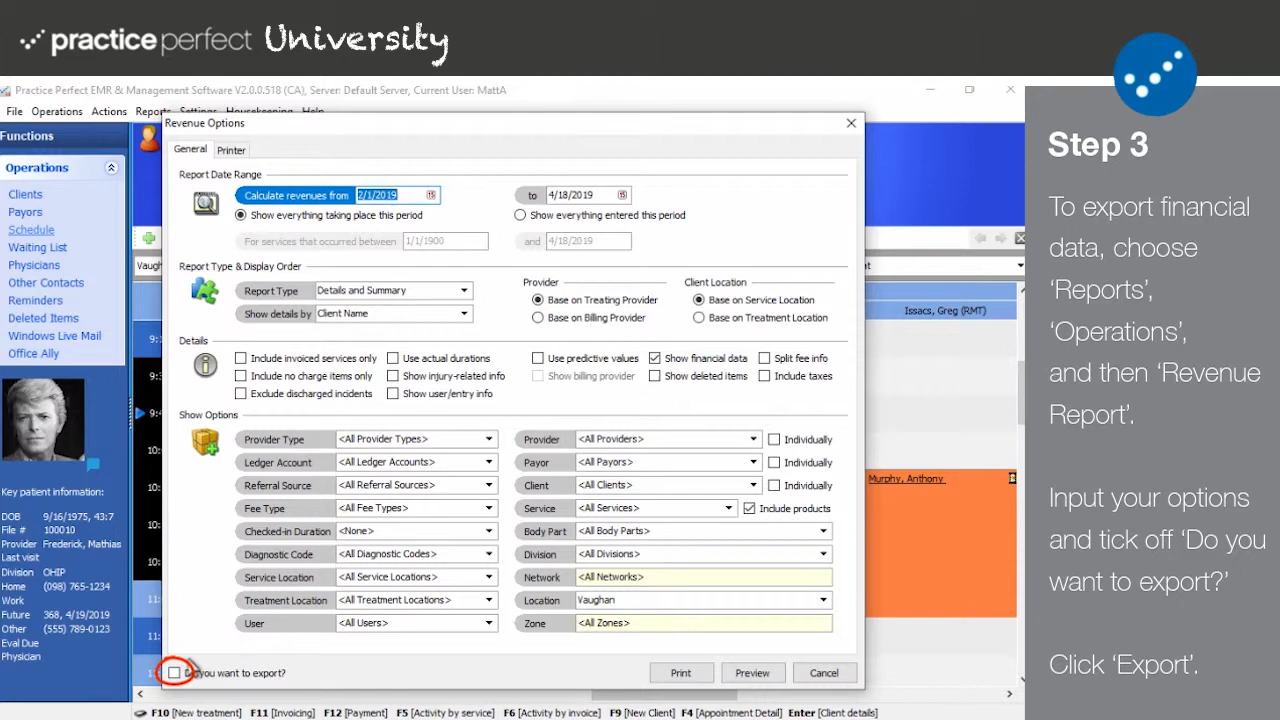 practice perfect University
Practice Perfect EMR & Management Software V2.0.0.518 (CA), Server: Default Server, Current User: MattA
File Operations Actions Reports Settings Housekeeping Help
Functions
Operations
Clients
Payors
Schedule
Waiting List
Physicians
Other Contacts
Reminders
Deleted Items
Windows Live Mail
Office Ally
Key patient information:
DOB 9/16/1975, 43:7
File # 100010
Provider Frederick, Mathias
Last visit
Division OHIP
Home (098) 765-1234
Work
Future 368, 4/19/2019
Other (555) 789-0123
Eval Due
Physician
Revenue Options
General Printer
Report Date Range
Calculate revenues from 2/1/2019 to 4/18/2019
Show everything taking place this period Show everything entered this period
For services that occurred between 1/1/1900 and 4/18/2019
Report Type & Display Order
Report Type Details and Summary
Show details by Client Name
Provider
Base on Treating Provider
Base on Billing Provider
Client Location
Base on Service Location
Base on Treatment Location
Details
Include invoiced services only Use actual durations Use predictive values Show financial data Split fee info
Include no charge items only Show injury-related info Show billing provider Show deleted items Include taxes
Exclude discharged incidents Show user/entry info
Show Options
Provider Type <All Provider Types> Provider <All Providers> Individually
Ledger Account <All Ledger Accounts> Payor <All Payors> Individually
Referral Source <All Referral Sources> Client <All Clients> Individually
Fee Type <All Fee Types> Service <All Services> Include products
Checked-in Duration <None> Body Part <All Body Parts>
Diagnostic Code <All Diagnostic Codes> Division <All Divisions>
Service Location <All Service Locations> Network <All Networks>
Treatment Location <All Treatment Locations> Location Vaughan
User <All Users> Zone <All Zones>
you want to export? Print Preview Cancel
Issacs, Greg (RMT)
Murphy, Anthony
F10 [New treatment] F11 [Invoicing] F12 [Payment] F5 [Activity by service] F6 [Activity by invoice] F9 [New Client] F4 [Appointment Detail] Enter [Client details]
Step 3
To export financial
data, choose
‘Reports’,
‘Operations’,
and then ‘Revenue
Report’.
Input your options
and tick off ‘Do you
want to export?’
Click ‘Export’.